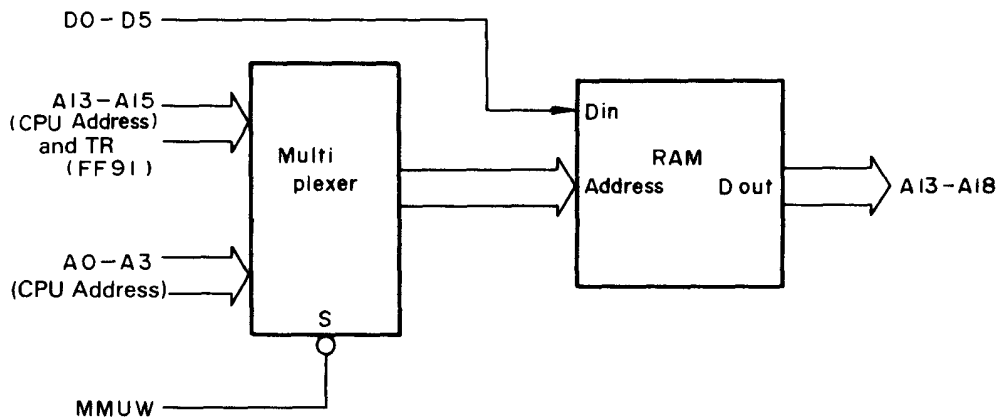 D0-D5
A13-A15
(CPU Address)
and TR
(FF91)
Multi
plexer
Din
RAM
Address
D out
A13-A18
A0-A3
(CPU Address)
S
MMUW